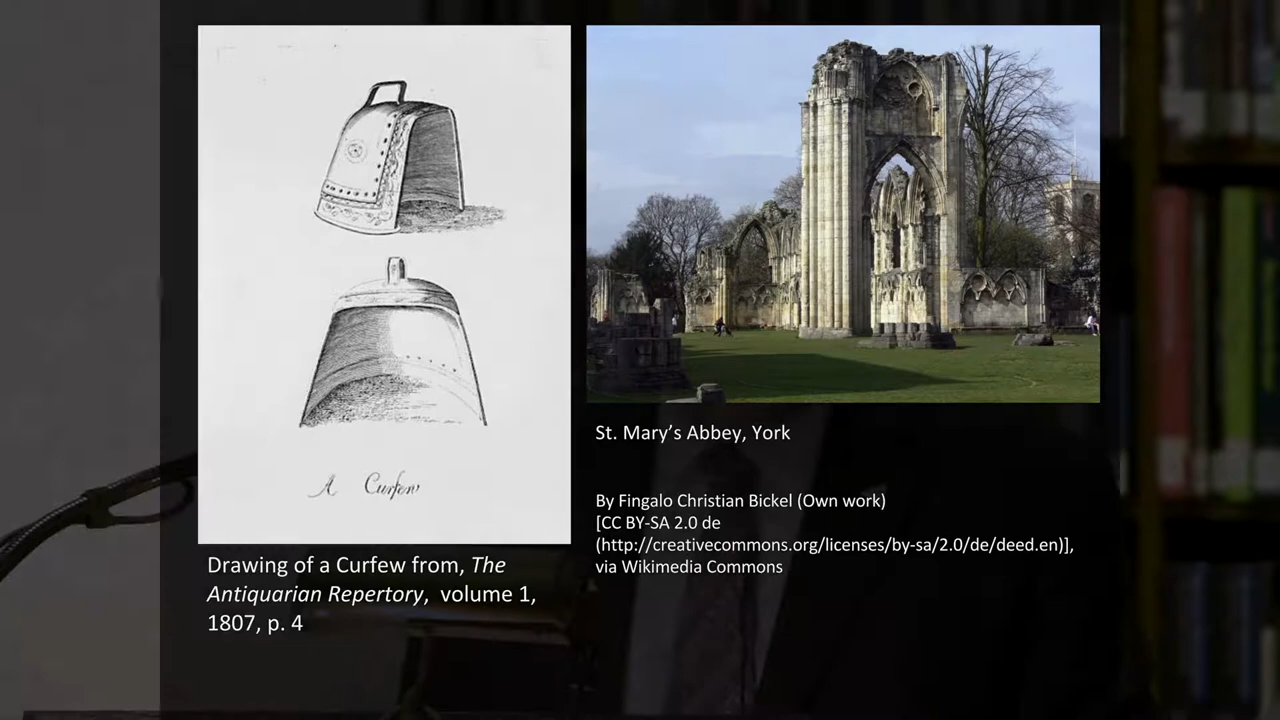 A Curfew
Drawing of a Curfew from, The
Antiquarian Repertory, volume 1,
1807, p. 4
St. Mary’s Abbey, York
By Fingalo Christian Bickel (Own work)
[CC BY-SA 2.0 de
(http://creativecommons.org/licenses/by-sa/2.0/de/deed.en)],
via Wikimedia Commons